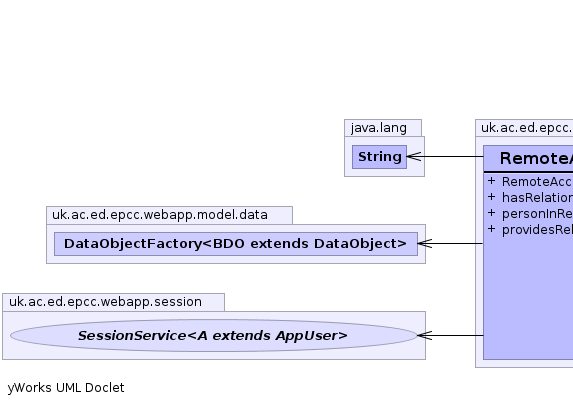 java.lang
String
uk.ac.ed.epcc.
RemoteA
+ RemoteAcc
+ hasRelation
+ personInRe
+ providesRel
uk.ac.ed.epcc.webapp.model.data
DataObjectFactory<BDO extends DataObject>
uk.ac.ed.epcc.webapp.session
SessionService<A extends AppUser>
yWorks UML Doclet